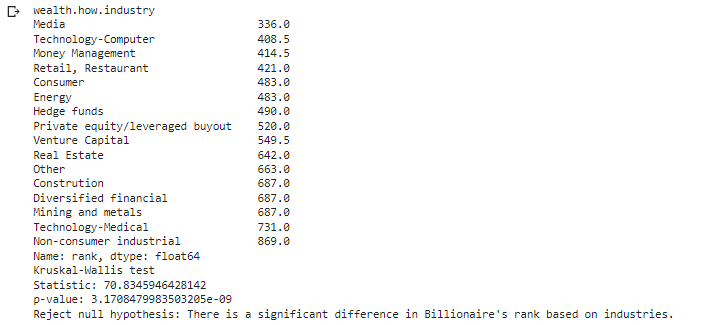 wealth.how.industry
Media 336.0
Technology-Computer 408.5
Money Management 414.5
Retail, Restaurant 421.0
Consumer 483.0
Energy 483.0
Hedge funds 490.0
Private equity/leveraged buyout 520.0
Venture Capital 549.5
Real Estate 642.0
Other 663.0
Constrution 687.0
Diversified financial 687.0
Mining and metals 687.0
Technology-Medical 731.0
Non-consumer industrial 869.0
Name: rank, dtype: float64
Kruskal-Wallis test
Statistic: 70.8345946428142
p-value: 3.1708479983503205e-09
Reject null hypothesis: There is a significant difference in Billionaire's rank based on industries.